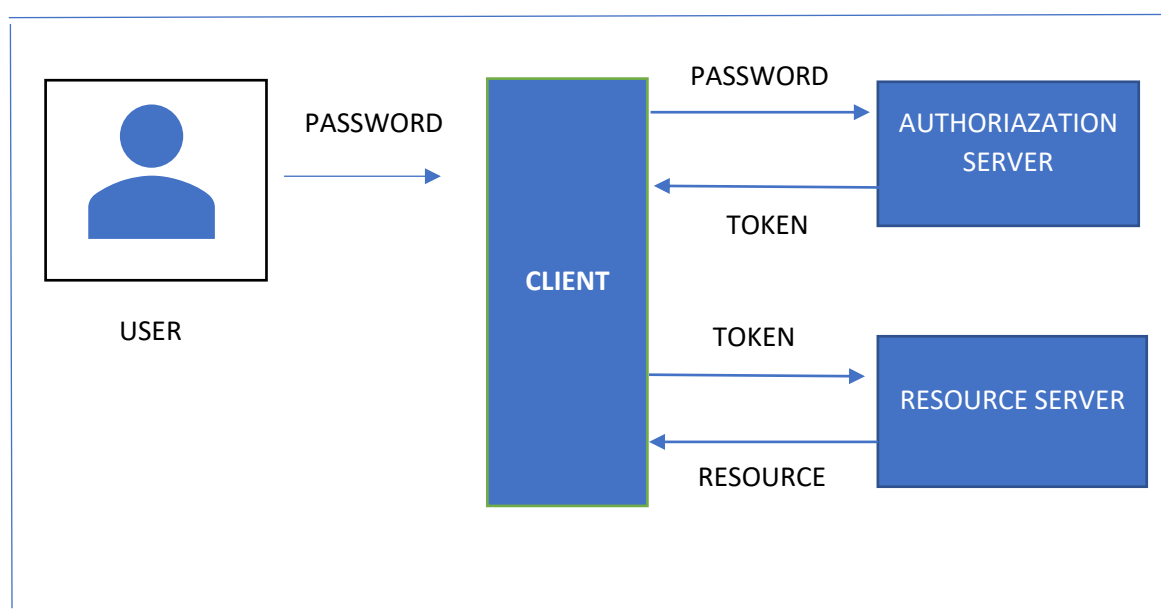 PASSWORD
AUTHORIAZATION
SERVER
PASSWORD
TOKEN
CLIENT
USER
TOKEN
RESOURCE SERVER
RESOURCE